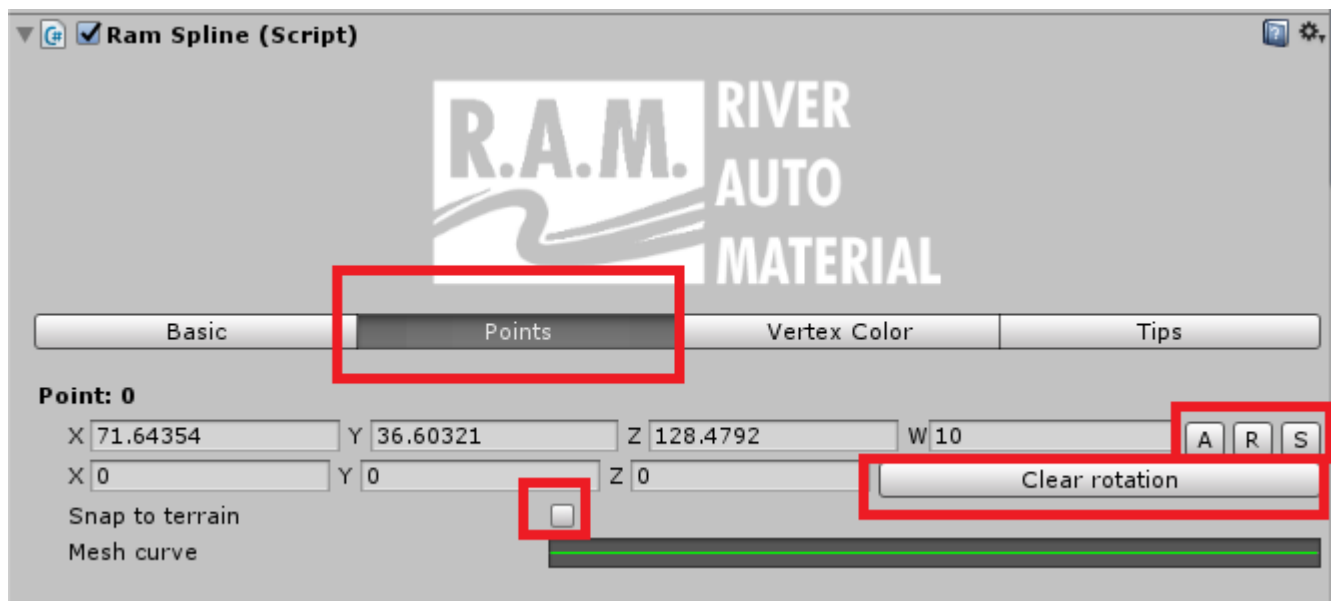 Ram Spline (Script)
R.A.M. RIVER
AUTO
MATERIAL
Basic Points Vertex Color Tips
Point: 0
X 71.64354 Y 36.60321 Z 128.4792 W 10 A R S
X 0 Y 0 Z 0 Clear rotation
Snap to terrain
Mesh curve